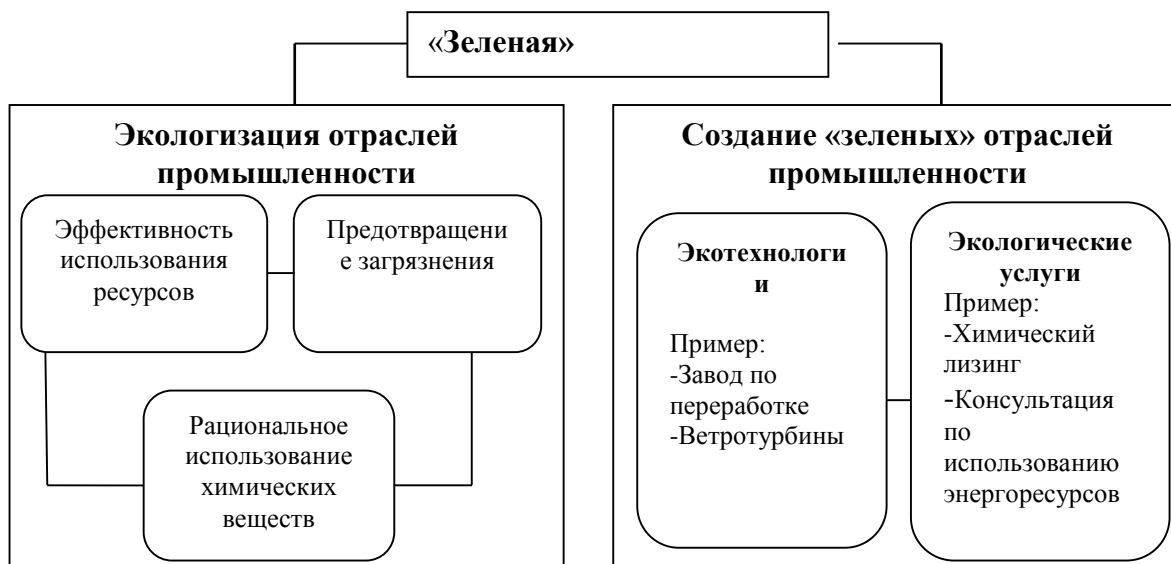 «Зеленая»
Экологизация отраслей
промышленности
Эффективность
использования
ресурсов
Предотвращени
е загрязнения
Рациональное
использование
химических
веществ
Создание «зеленых» отраслей
промышленности
Экотехнологи
и
Пример:
-Завод по
переработке
-Ветротурбины
Экологические
услуги
Пример:
-Химический
лизинг
-Консультация
по
использованию
энергоресурсов